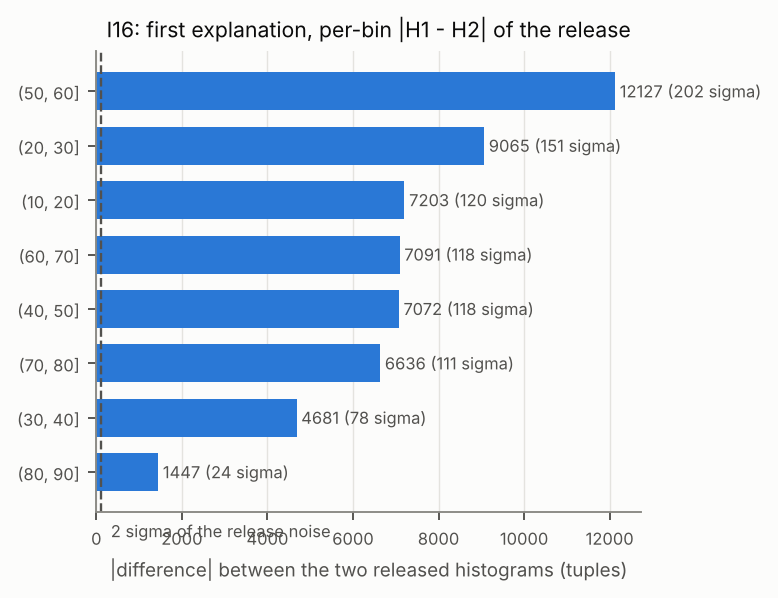 I16: first explanation, per-bin |H1 - H2| of the release
(50, 60] 12127 (202 sigma)
(20, 30] 9065 (151 sigma)
(10, 20] 7203 (120 sigma)
(60, 70] 7091 (118 sigma)
(40, 50] 7072 (118 sigma)
(70, 80] 6636 (111 sigma)
(30, 40] 4681 (78 sigma)
(80, 90] 1447 (24 sigma)
2 sigma of the release noise
0 2000 4000 6000 8000 10000 12000
|difference| between the two released histograms (tuples)